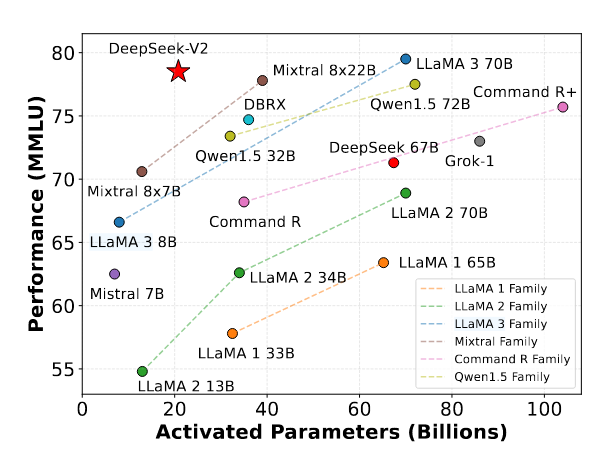 DeepSeek-V2
Mixtral 8x22B
LLaMA 3 70B
Qwen1.5 72B
Command R+
DBRX
Qwen1.5 32B
DeepSeek 67B
Grok-1
Mixtral 8x7B
Command R
LLaMA 2 70B
LLaMA 3 8B
Mistral 7B
LLaMA 2 34B
LLaMA 1 65B
LLaMA 1 33B
LLaMA 2 13B
LLaMA 1 Family
LLaMA 2 Family
LLaMA 3 Family
Mixtral Family
Command R Family
Qwen1.5 Family
80
75
70
65
60
55
0 20 40 60 80 100
Performance (MMLU)
Activated Parameters (Billions)